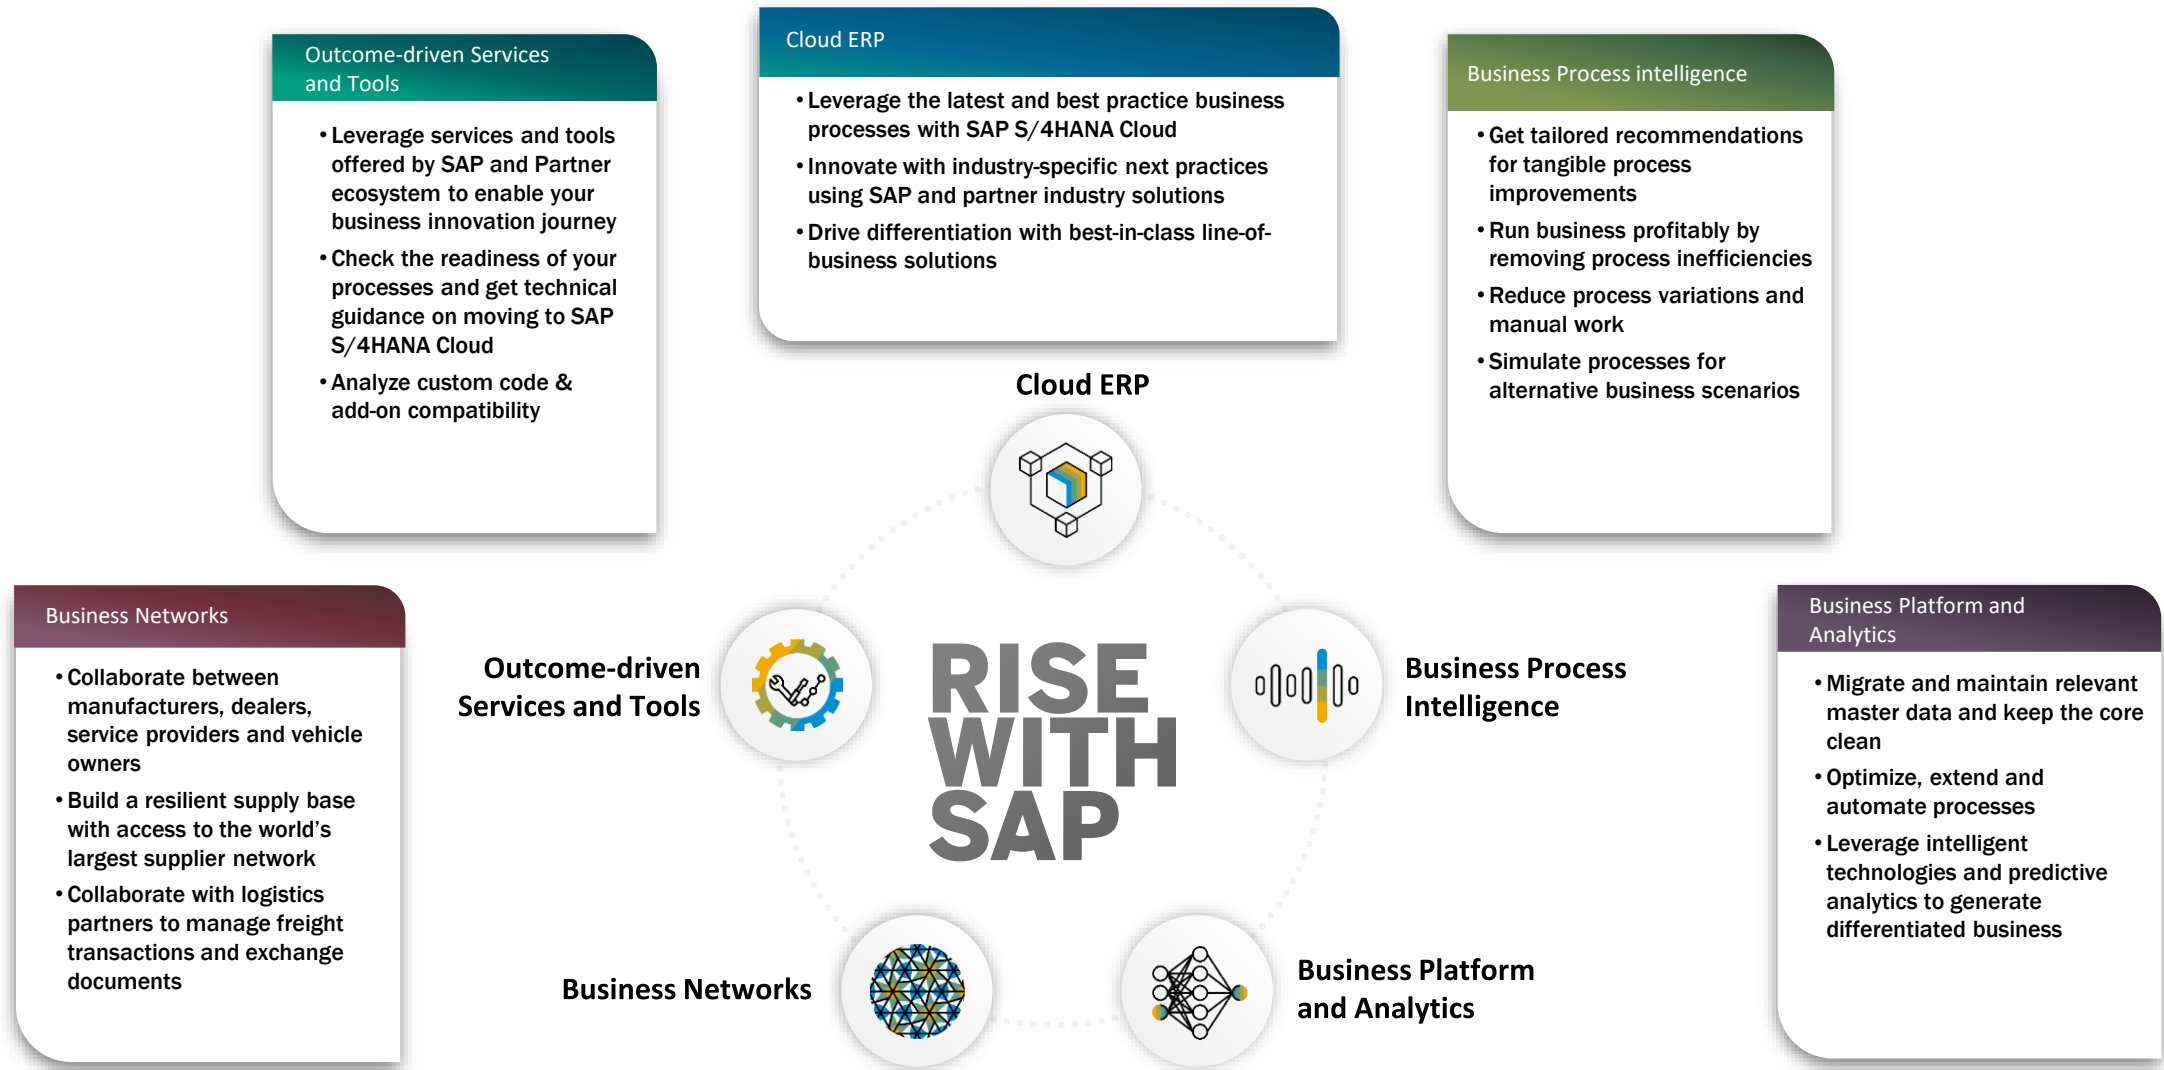 Cloud ERP
• Leverage the latest and best practice business
processes with SAP S/4HANA Cloud
• Innovate with industry-specific next practices
using SAP and partner industry solutions
• Drive differentiation with best-in-class line-of-
business solutions
Outcome-driven Services
and Tools
• Leverage services and tools
offered by SAP and Partner
ecosystem to enable your
business innovation journey
• Check the readiness of your
processes and get technical
guidance on moving to SAP
S/4HANA Cloud
• Analyze custom code &
add-on compatibility
Business Process intelligence
• Get tailored recommendations
for tangible process
improvements
• Run business profitably by
removing process inefficiencies
• Reduce process variations and
manual work
• Simulate processes for
alternative business scenarios
Cloud ERP
Business Networks
• Collaborate between
manufacturers, dealers,
service providers and vehicle
owners
• Build a resilient supply base
with access to the world's
largest supplier network
• Collaborate with logistics
partners to manage freight
transactions and exchange
documents
Outcome-driven
Services and Tools
RISE
WITH
SAP
Business Process
Intelligence
Business Networks
Business Platform
and Analytics
Business Platform and
Analytics
• Migrate and maintain relevant
master data and keep the core
clean
• Optimize, extend and
automate processes
• Leverage intelligent
technologies and predictive
analytics to generate
differentiated business